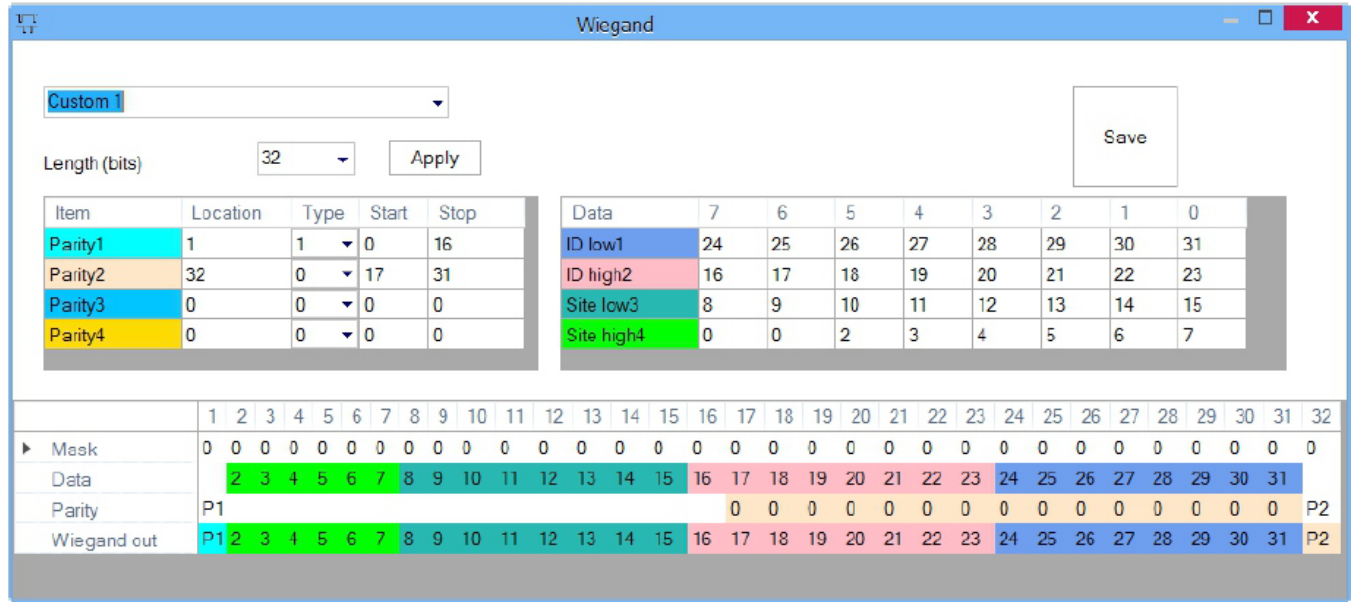 Wiegand
Custom 1
Save
Length (bits) 32 Apply
Item Location Type Start Stop
Parity1 1 1 0 16
Parity2 32 0 17 31
Parity3 0 0 0 0
Parity4 0 0 0 0
Data 7 6 5 4 3 2 1 0
ID low1 24 25 26 27 28 29 30 31
ID high2 16 17 18 19 20 21 22 23
Site low3 8 9 10 11 12 13 14 15
Site high4 0 0 2 3 4 5 6 7
1 2 3 4 5 6 7 8 9 10 11 12 13 14 15 16 17 18 19 20 21 22 23 24 25 26 27 28 29 30 31 32
Mask 0 0 0 0 0 0 0 0 0 0 0 0 0 0 0 0 0 0 0 0 0 0 0 0 0 0 0 0 0 0 0 0
Data 2 3 4 5 6 7 8 9 10 11 12 13 14 15 16 17 18 19 20 21 22 23 24 25 26 27 28 29 30 31
Parity P1 0 0 0 0 0 0 0 0 0 0 0 0 0 0 0 P2
Wiegand out P1 2 3 4 5 6 7 8 9 10 11 12 13 14 15 16 17 18 19 20 21 22 23 24 25 26 27 28 29 30 31 P2